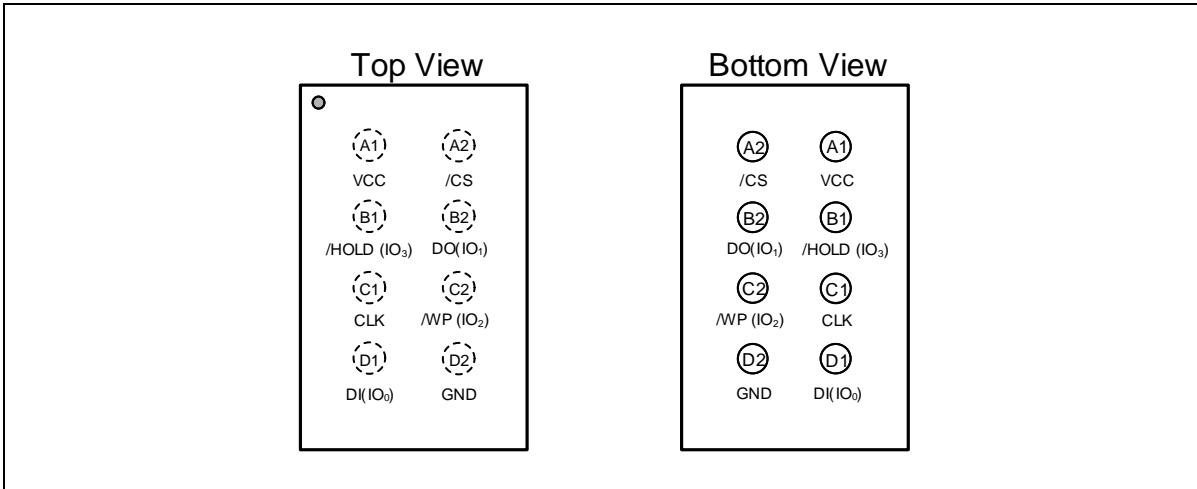 Top View
A1 A2
VCC /CS
B1 B2
/HOLD (IO₃) DO(IO₁)
C1 C2
CLK /WP (IO₂)
D1 D2
DI(IO₀) GND
Bottom View
A2 A1
/CS VCC
B2 B1
DO(IO₁) /HOLD (IO₃)
C2 C1
/WP (IO₂) CLK
D2 D1
GND DI(IO₀)